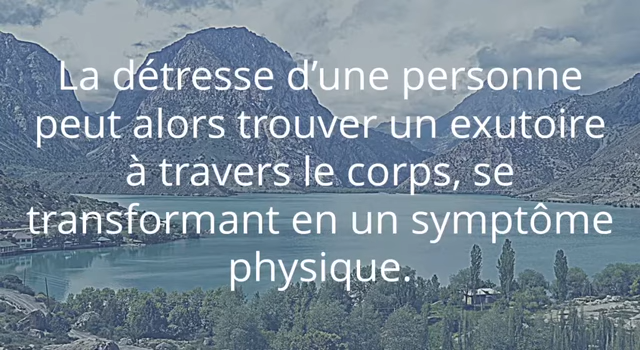 La détresse d’une personne
peut alors trouver un exutoire
à travers le corps, se
transformant en un symptôme
physique.